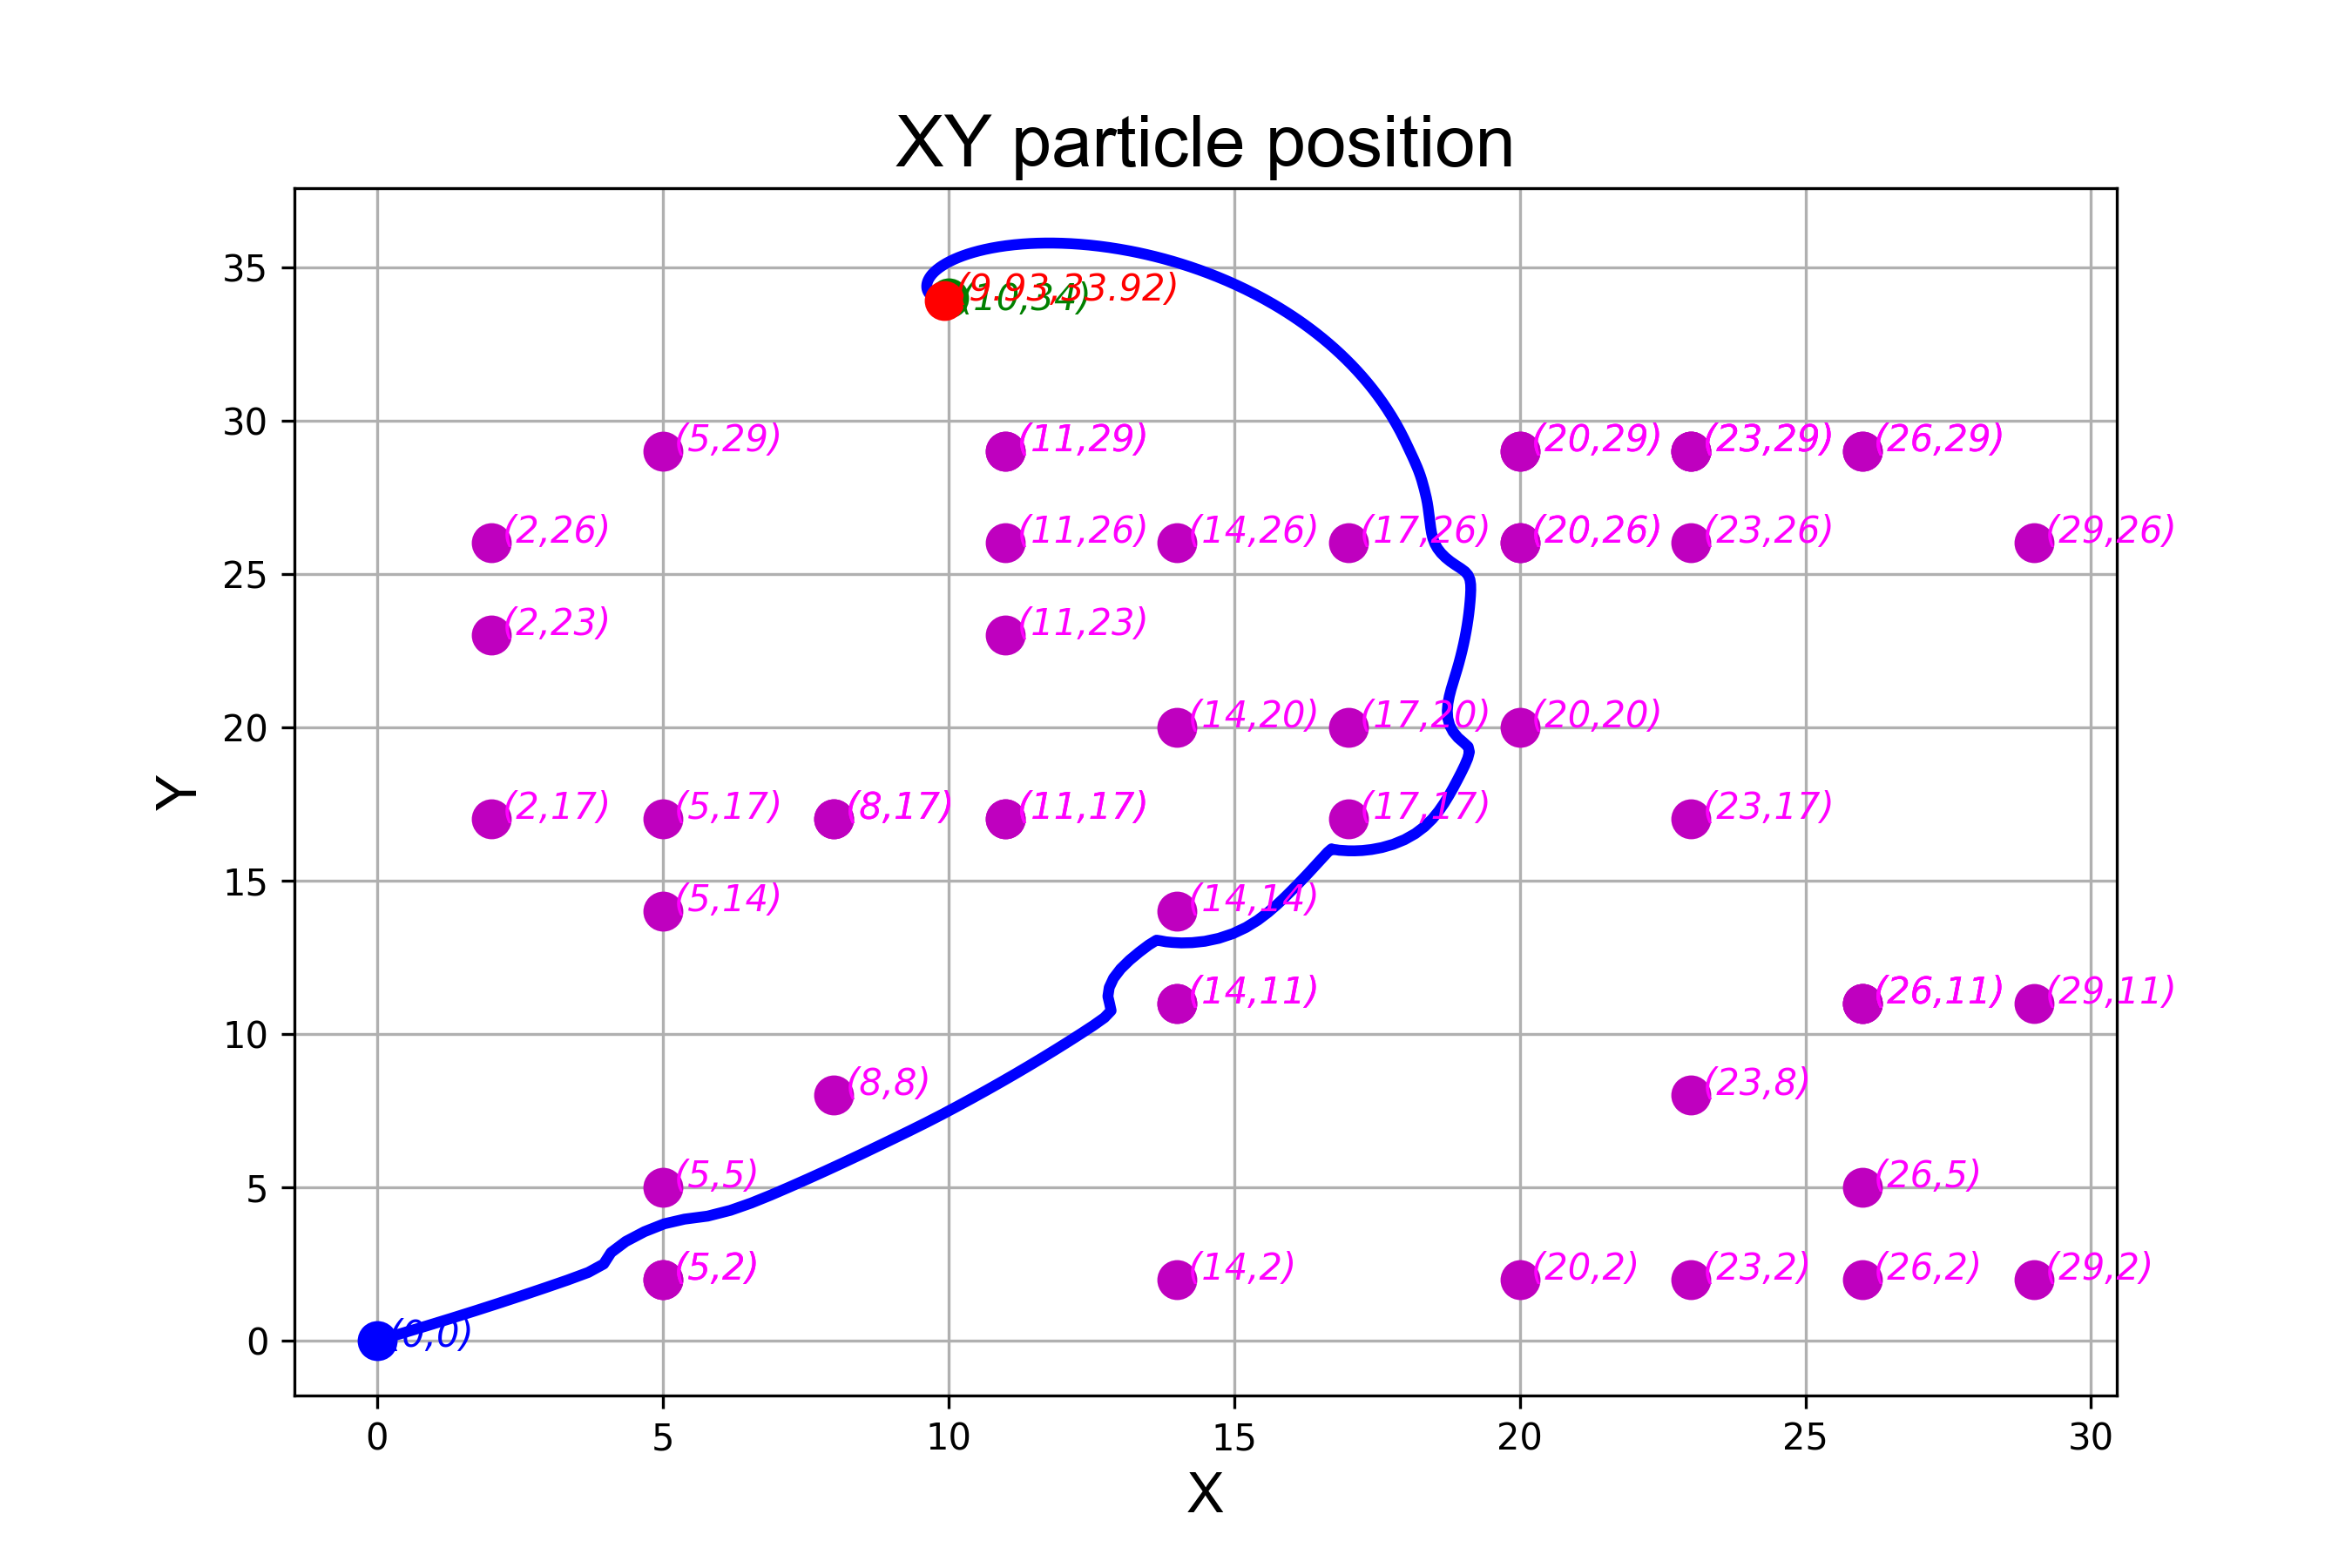 XY particle position
35
(9.93,33.92)
(10,34)
30
(5,29) (11,29) (20,29) (23,29) (26,29)
(2,26) (11,26) (14,26) (17,26) (20,26) (23,26) (29,26)
25
(2,23) (11,23)
20
(14,20) (17,20) (20,20)
Y
(2,17) (5,17) (8,17) (11,17) (17,17) (23,17)
15
(5,14) (14,14)
(14,11) (26,11) (29,11)
10
(8,8) (23,8)
5
(5,5) (26,5)
(5,2) (14,2) (20,2) (23,2) (26,2) (29,2)
0
(0,0)
0 5 10 15 20 25 30
X